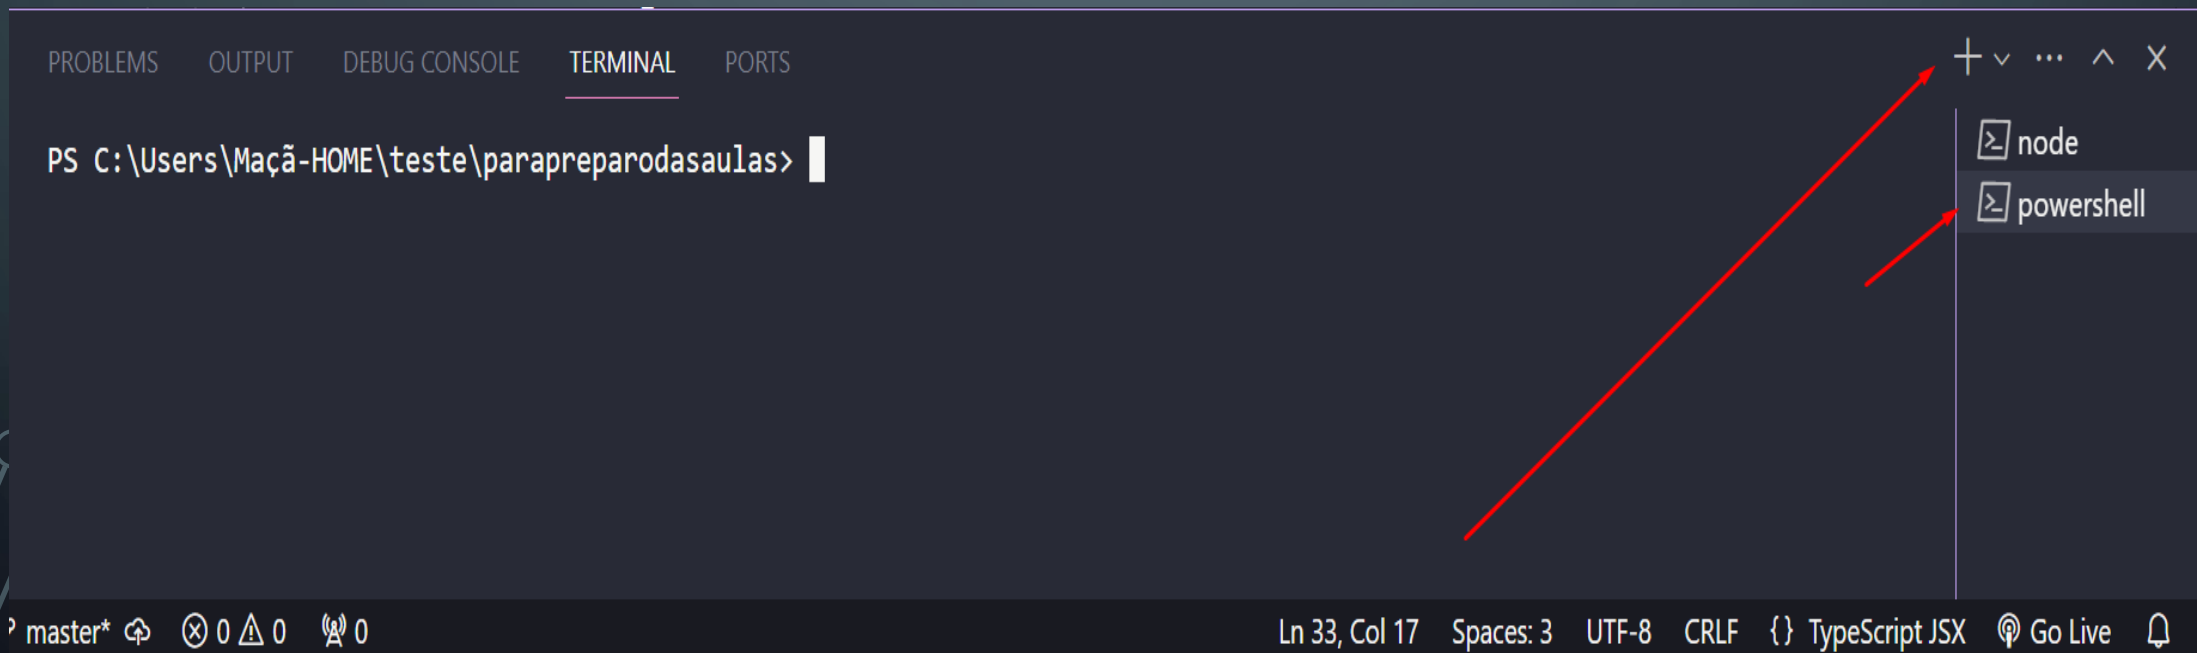 PROBLEMS OUTPUT DEBUG CONSOLE TERMINAL PORTS
PS C:\Users\Maçã-HOME\teste\parapreparodasaulas>
node
powershell
master* 0 0 0 Ln 33, Col 17 Spaces: 3 UTF-8 CRLF {} TypeScript JSX Go Live